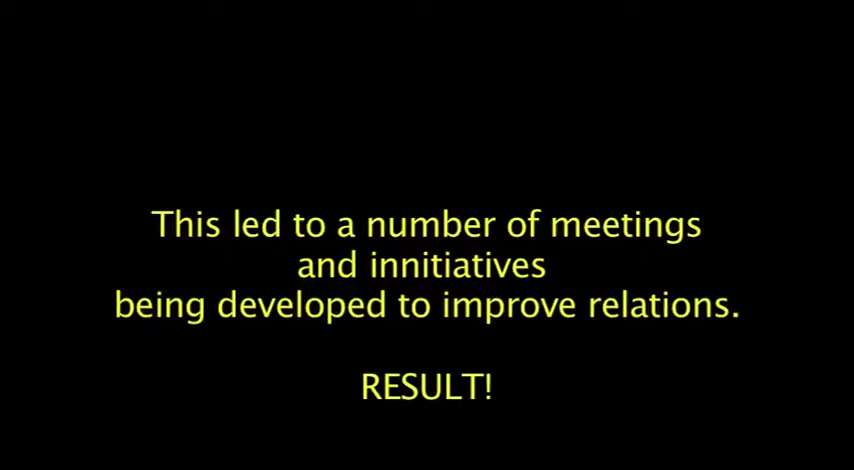 This led to a number of meetings
and innitiatives
being developed to improve relations.
RESULT!